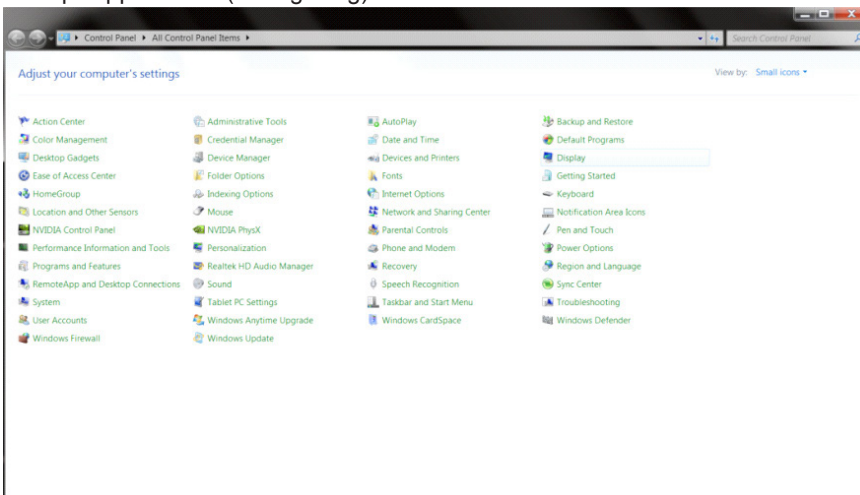 Control Panel ▸ All Control Panel Items ▸ Search Control Panel
Adjust your computer's settings View by: Small icons
Action Center Administrative Tools AutoPlay Backup and Restore
Color Management Credential Manager Date and Time Default Programs
Desktop Gadgets Device Manager Devices and Printers Display
Ease of Access Center Folder Options Fonts Getting Started
HomeGroup Indexing Options Internet Options Keyboard
Location and Other Sensors Mouse Network and Sharing Center Notification Area Icons
NVIDIA Control Panel NVIDIA PhysX Parental Controls Pen and Touch
Performance Information and Tools Personalization Phone and Modem Power Options
Programs and Features Realtek HD Audio Manager Recovery Region and Language
RemoteApp and Desktop Connections Sound Speech Recognition Sync Center
System Tablet PC Settings Taskbar and Start Menu Troubleshooting
User Accounts Windows Anytime Upgrade Windows CardSpace Windows Defender
Windows Firewall Windows Update